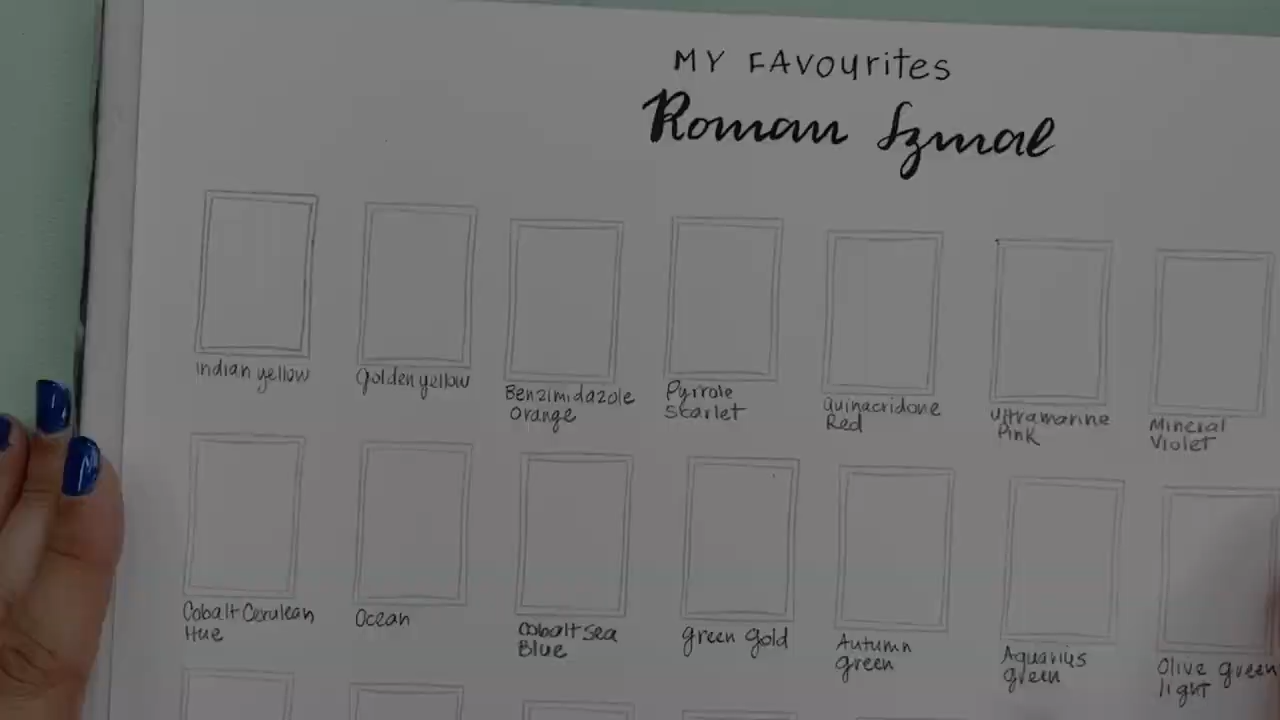 MY FAVOURITES
Roman Szmal
Indian yellow
Golden yellow
Benzimidazole
Orange
Pyrrole
Scarlet
Quinacridone
Red
Ultramarine
Pink
Mineral
Violet
Cobalt Cerulean
Hue
Ocean
Cobalt Sea
Blue
green gold
Autumn
green
Aquarius
green
Olive green
light